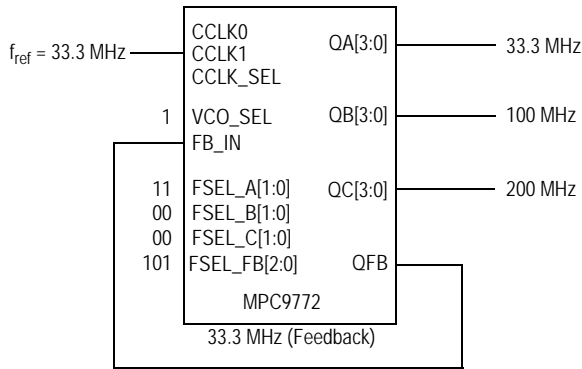 CCLK0
CCLK1
CCLK_SEL
f_ref = 33.3 MHz
QA[3:0]
33.3 MHz
1
VCO_SEL
FB_IN
QB[3:0]
100 MHz
11
FSEL_A[1:0]
00
FSEL_B[1:0]
00
FSEL_C[1:0]
101
FSEL_FB[2:0]
QC[3:0]
200 MHz
QFB
MPC9772
33.3 MHz (Feedback)